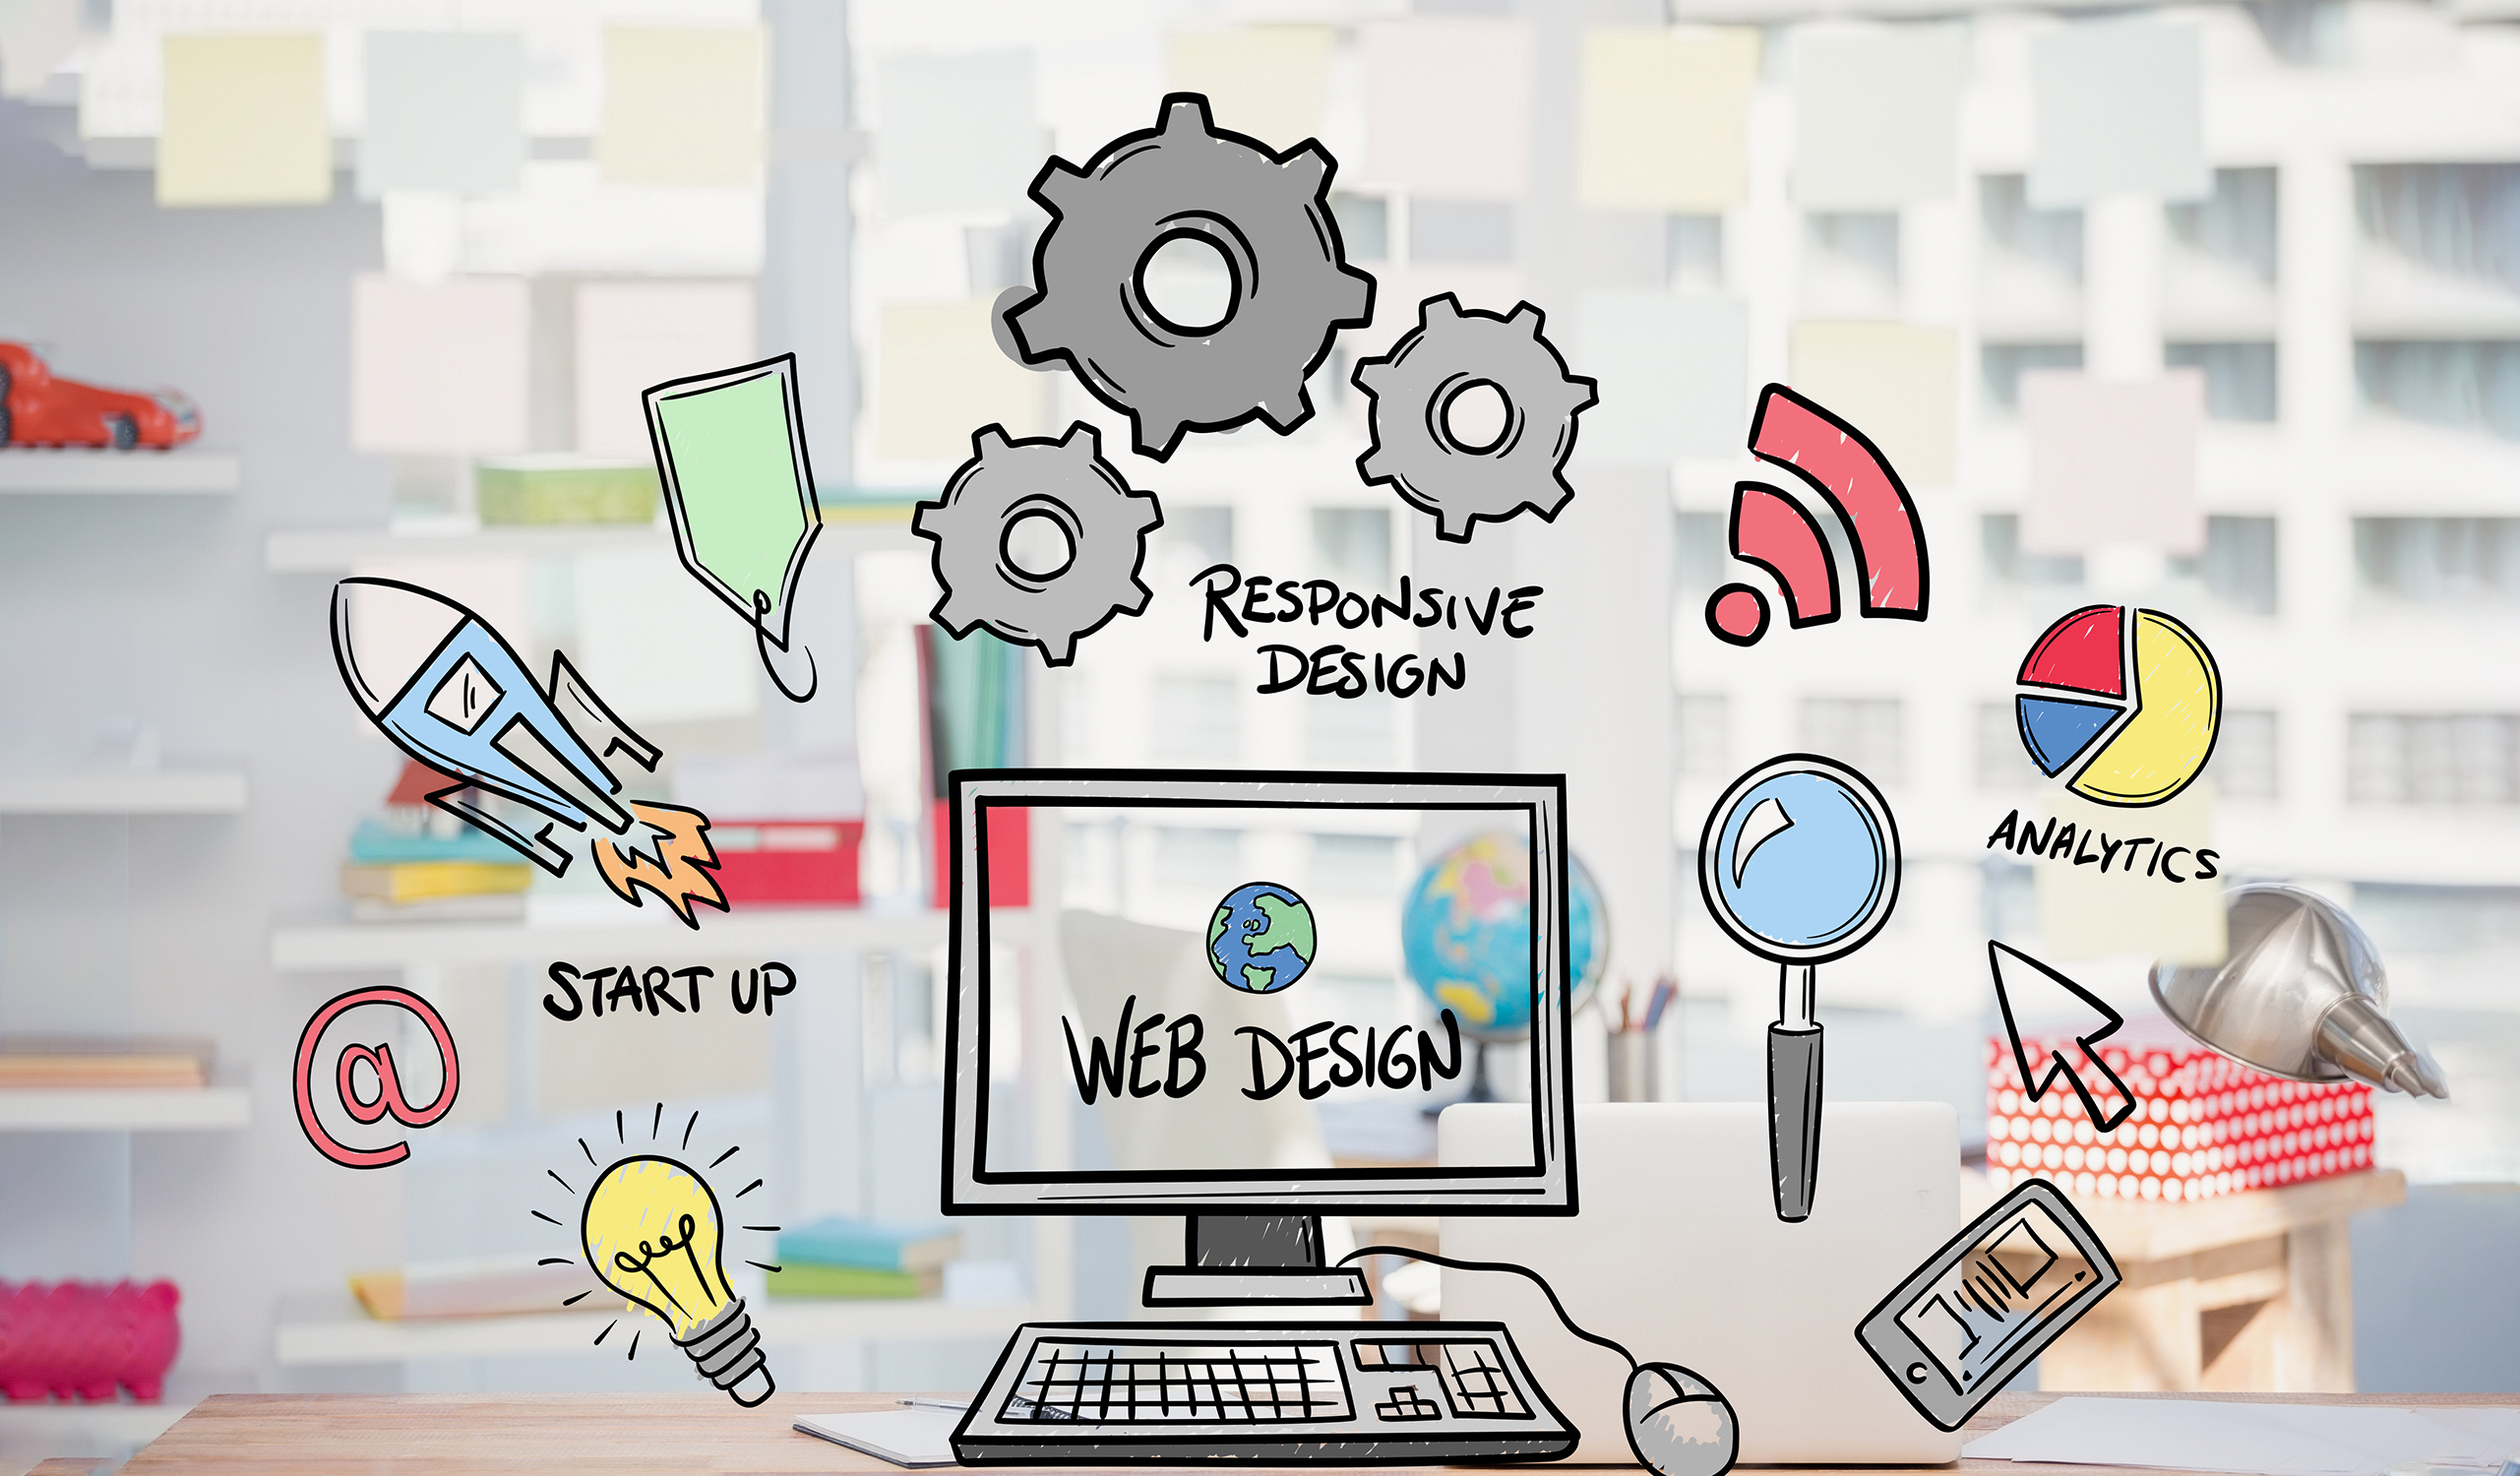 RESPONSIVE
DESIGN
ANALYTICS
START UP
@
WEB DESIGN